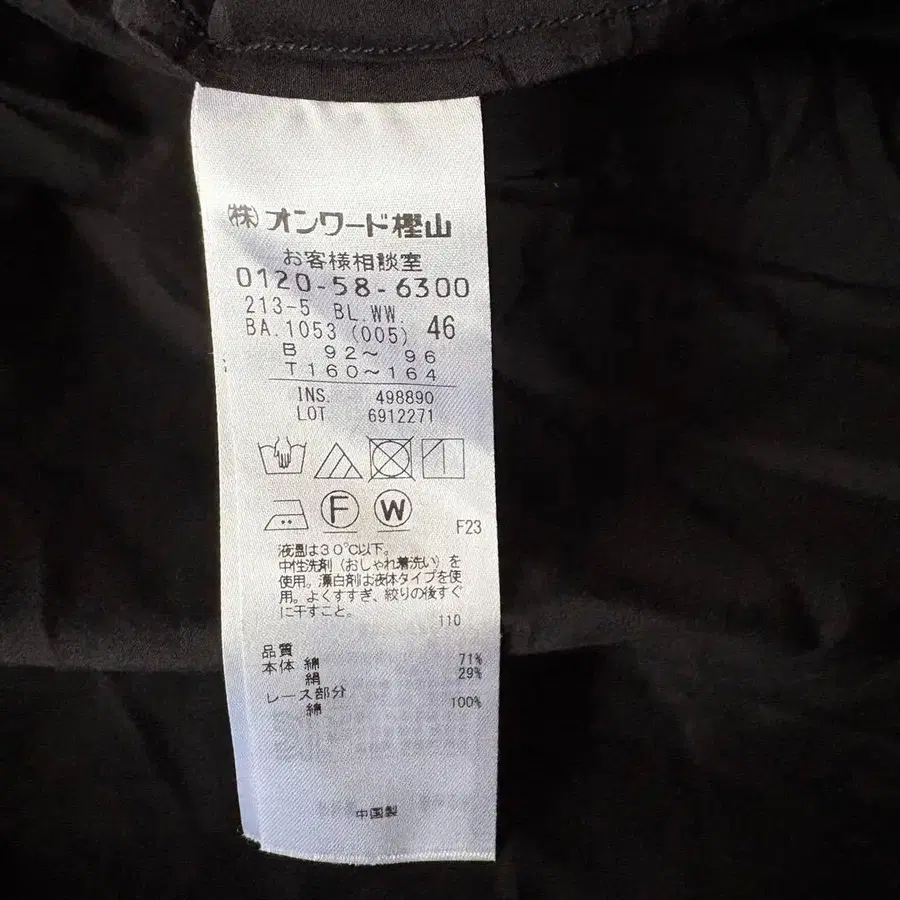 ㈱オンワード樫山
お客様相談室
0120-58-6300
213-5 BL.WW.
BA.1053 (005) 46
B 92～ 96
T160～164
INS. 498890
LOT 6912271
F
W
F23
液温は30℃以下。
中性洗剤（おしゃれ着洗い）を
使用。漂白剤は液体タイプを使
用。よくすすぎ、絞りの後すぐ
に干すこと。
110
品質
本体 綿 71%
絹 29%
レース部分
綿 100%
中国製